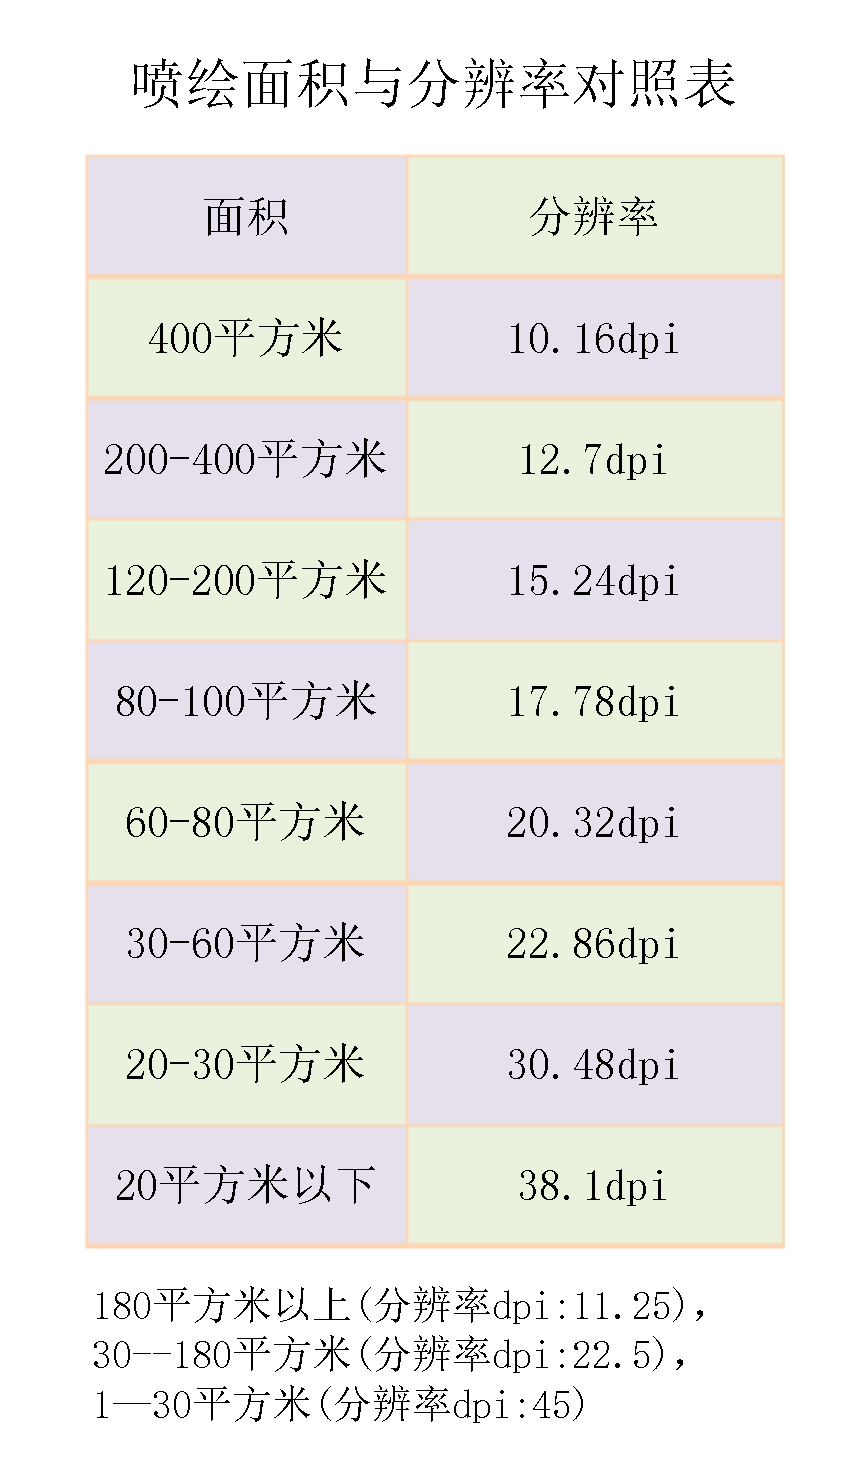 喷绘面积与分辨率对照表
面积 分辨率
400平方米 10.16dpi
200-400平方米 12.7dpi
120-200平方米 15.24dpi
80-100平方米 17.78dpi
60-80平方米 20.32dpi
30-60平方米 22.86dpi
20-30平方米 30.48dpi
20平方米以下 38.1dpi
180平方米以上(分辨率dpi:11.25),
30--180平方米(分辨率dpi:22.5),
1—30平方米(分辨率dpi:45)